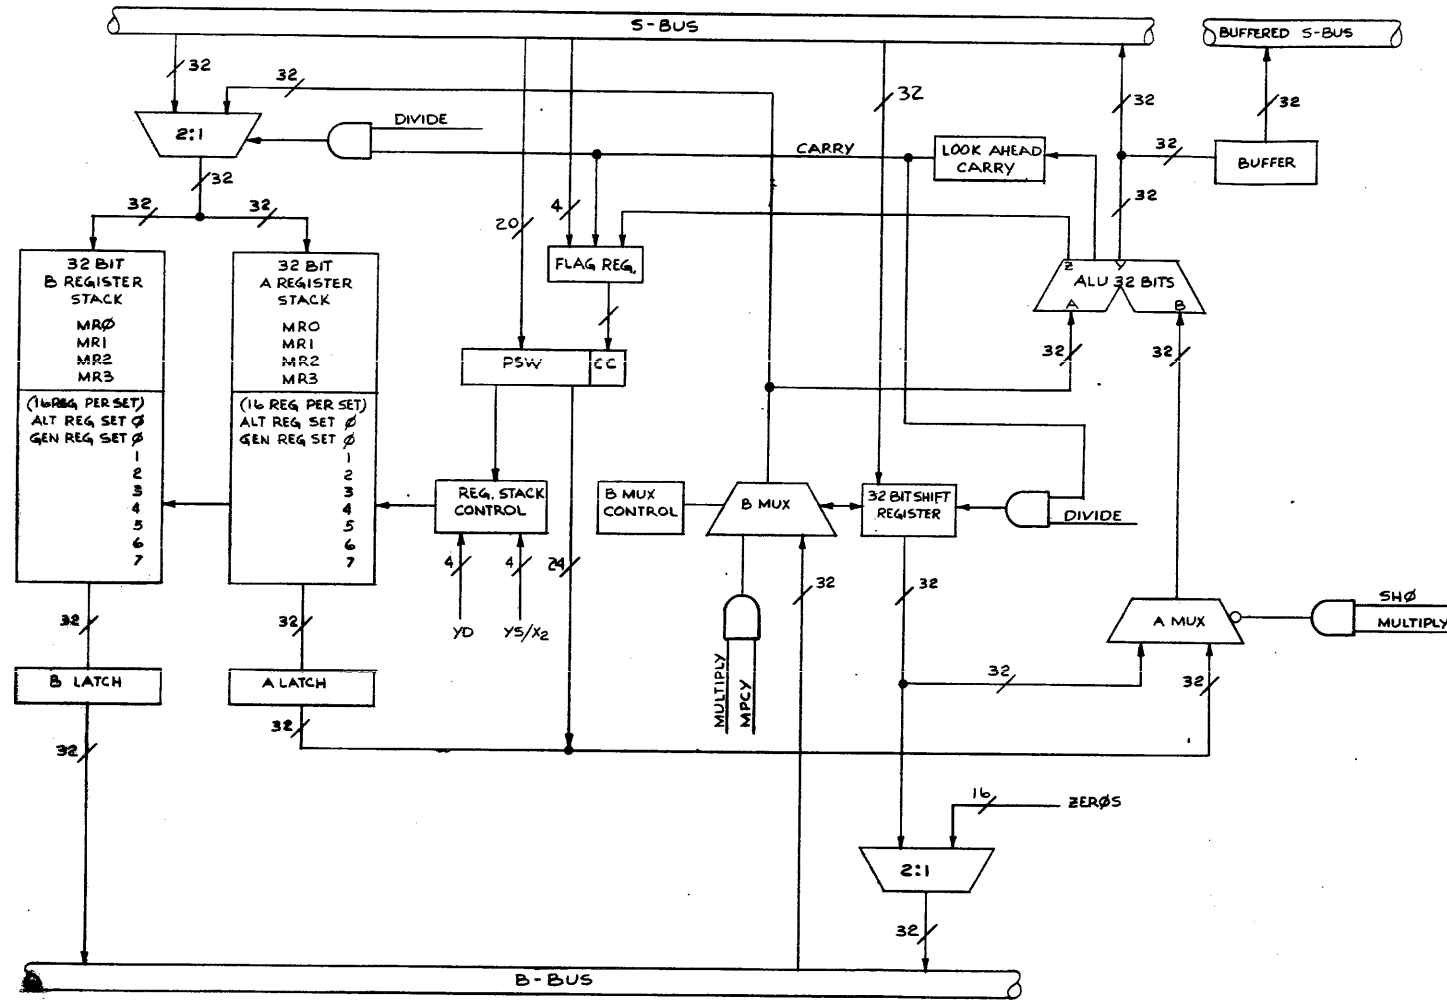 S-BUS
BUFFERED S-BUS
32
32
32
32
32
DIVIDE
2:1
CARRY
LOOK AHEAD
CARRY
32
BUFFER
32
32
32
4
20
32
32 BIT
B REGISTER
STACK
MRØ
MR1
MR2
MR3
(16 REG PER SET)
ALT REG SET Ø
GEN REG SET Ø
1
2
3
4
5
6
7
32 BIT
A REGISTER
STACK
MRO
MR1
MR2
MR3
(16 REG PER SET)
ALT REG SET Ø
GEN REG SET Ø
1
2
3
4
5
6
7
FLAG REG.
Z
Y
ALU 32 BITS
A
B
PSW
CC
32
32
REG. STACK
CONTROL
B MUX
CONTROL
B MUX
32 BIT SHIFT
REGISTER
DIVIDE
4
4
24
32
32
YD
YS/X2
SHØ
MULTIPLY
A MUX
32
32
B LATCH
A LATCH
MULTIPLY
MPCY
32
32
32
32
16
ZERØS
2:1
32
B-BUS